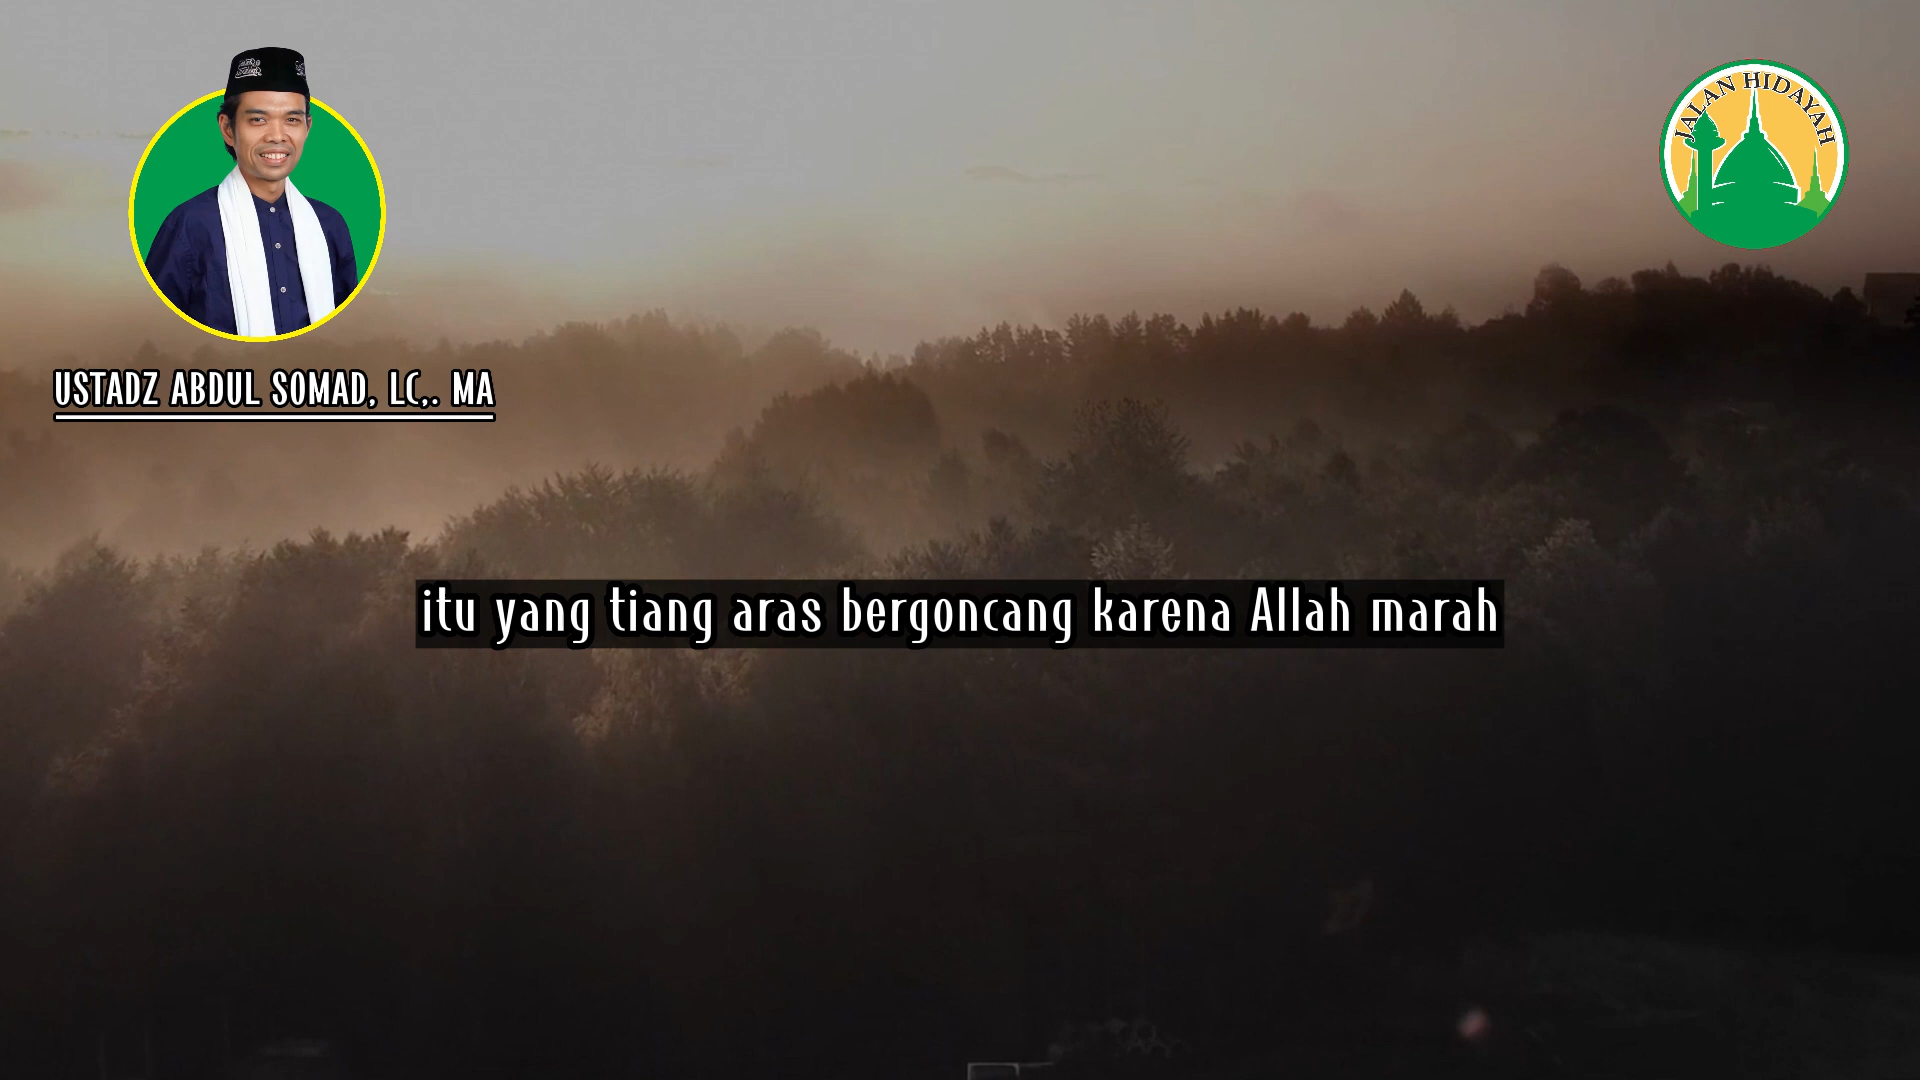 JALAN HIDAYAH
USTADZ ABDUL SOMAD, LC,. MA
itu yang tiang aras bergoncang karena Allah marah